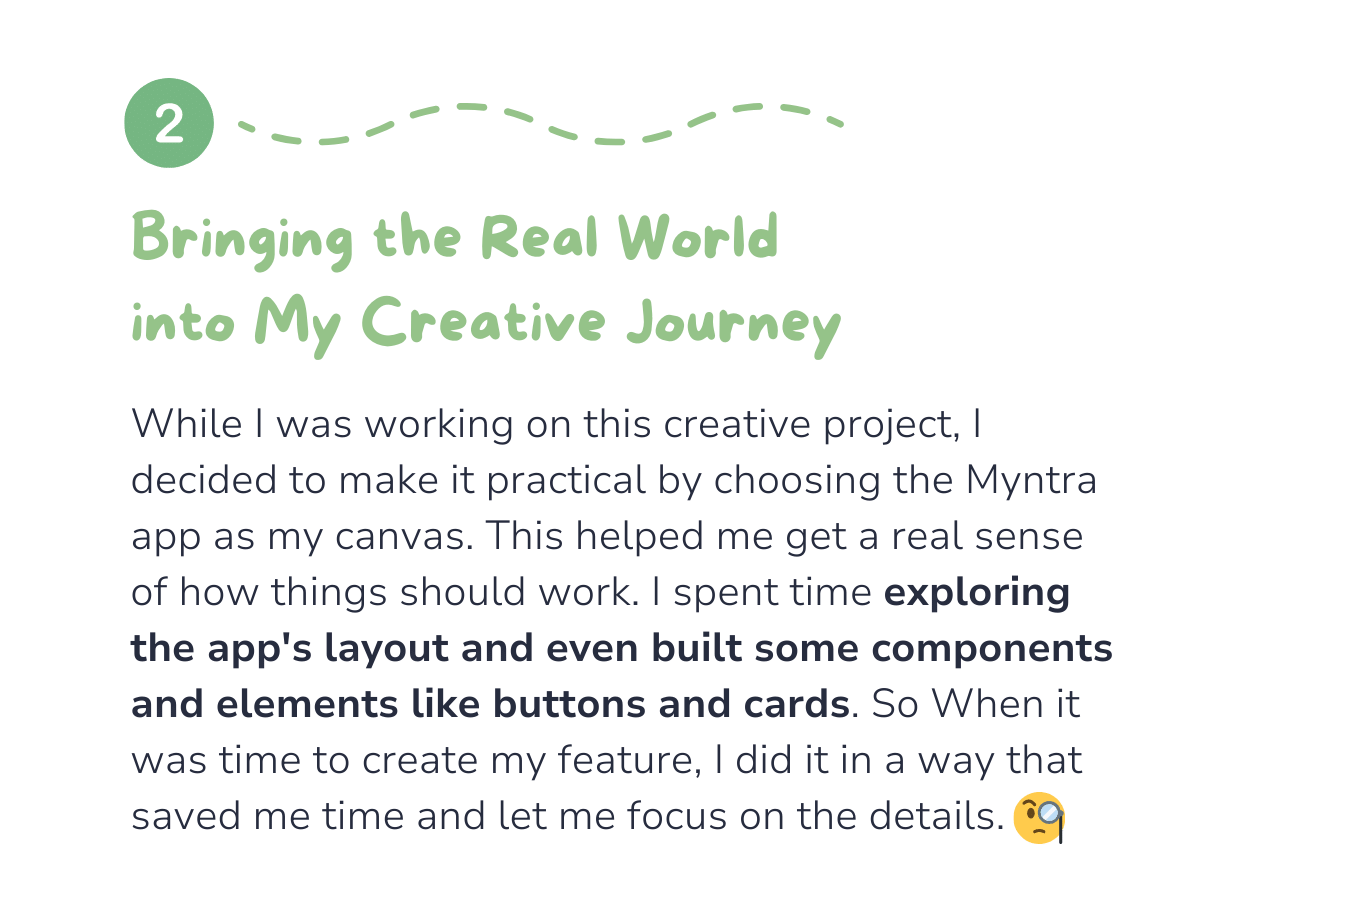 2
Bringing the Real World
into My Creative Journey
While I was working on this creative project, I
decided to make it practical by choosing the Myntra
app as my canvas. This helped me get a real sense
of how things should work. I spent time exploring
the app's layout and even built some components
and elements like buttons and cards. So When it
was time to create my feature, I did it in a way that
saved me time and let me focus on the details. 🧐